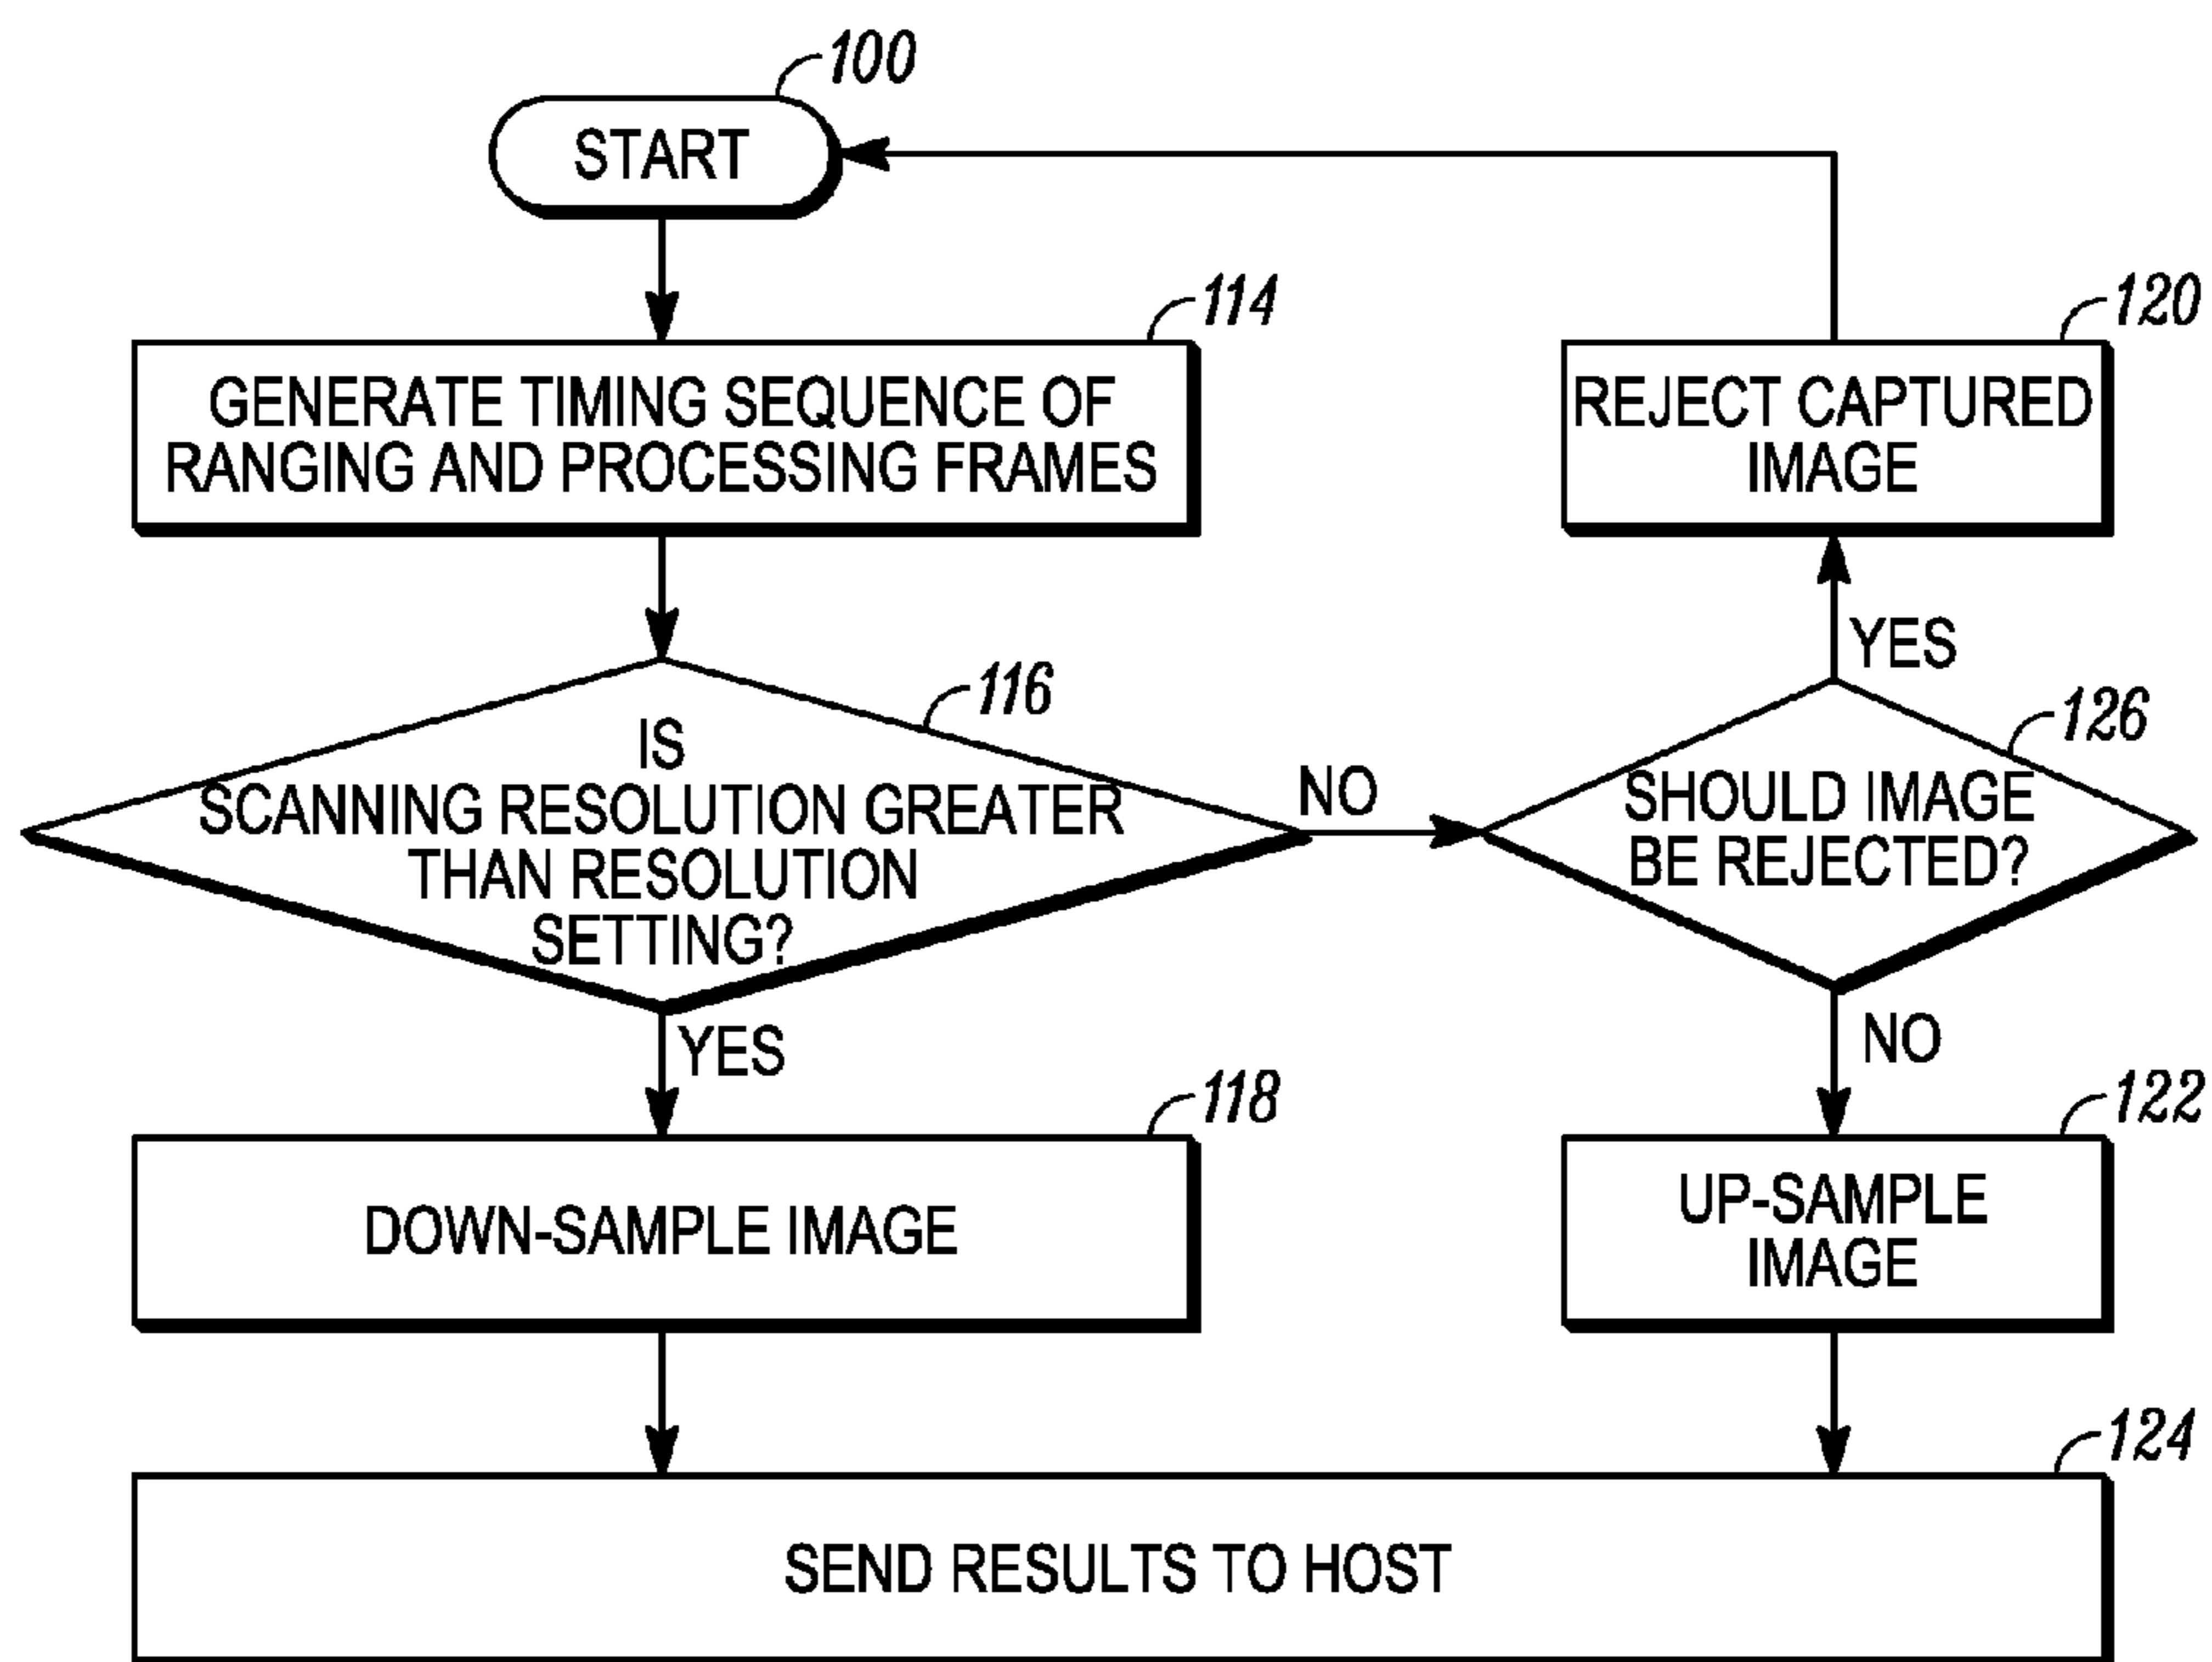 100
START
114
GENERATE TIMING SEQUENCE OF
RANGING AND PROCESSING FRAMES
120
REJECT CAPTURED
IMAGE
YES
116
IS
SCANNING RESOLUTION GREATER
THAN RESOLUTION
SETTING?
NO
126
SHOULD IMAGE
BE REJECTED?
YES
NO
118
DOWN-SAMPLE IMAGE
122
UP-SAMPLE
IMAGE
124
SEND RESULTS TO HOST